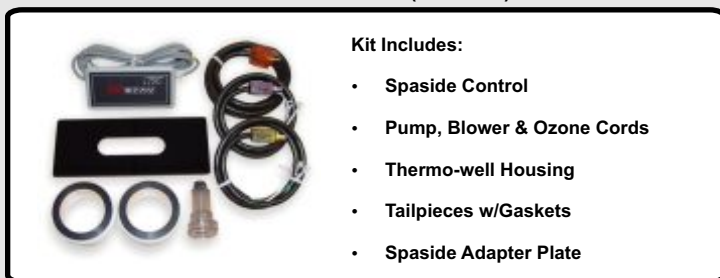 Kit Includes:
• Spaside Control
• Pump, Blower & Ozone Cords
• Thermo-well Housing
• Tailpieces w/Gaskets
• Spaside Adapter Plate